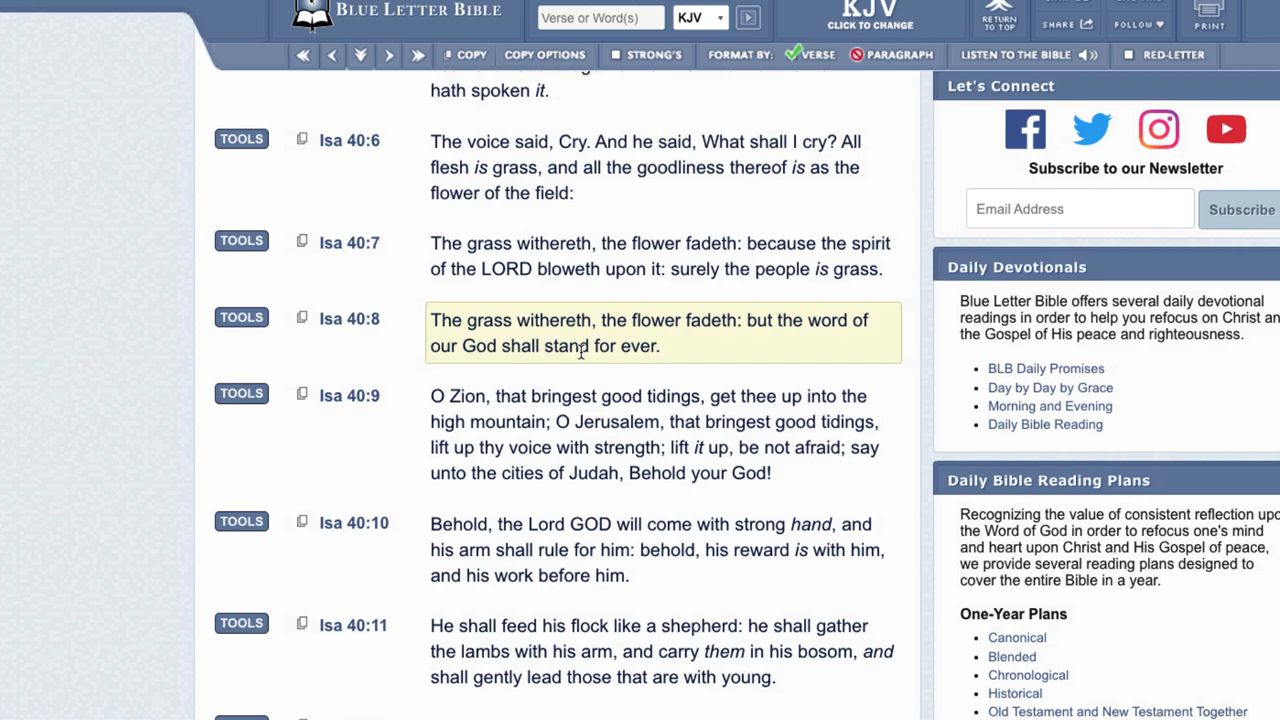 BLUE LETTER BIBLE
Verse or Word(s)
KJV
KJV
CLICK TO CHANGE
RETURN
TO TOP
SHARE
FOLLOW
PRINT
COPY
COPY OPTIONS
STRONG'S
FORMAT BY:
VERSE
PARAGRAPH
LISTEN TO THE BIBLE
RED-LETTER
hath spoken it.
TOOLS
Isa 40:6
The voice said, Cry. And he said, What shall I cry? All
flesh is grass, and all the goodliness thereof is as the
flower of the field:
TOOLS
Isa 40:7
The grass withereth, the flower fadeth: because the spirit
of the LORD bloweth upon it: surely the people is grass.
TOOLS
Isa 40:8
The grass withereth, the flower fadeth: but the word of
our God shall stand for ever.
TOOLS
Isa 40:9
O Zion, that bringest good tidings, get thee up into the
high mountain; O Jerusalem, that bringest good tidings,
lift up thy voice with strength; lift it up, be not afraid; say
unto the cities of Judah, Behold your God!
TOOLS
Isa 40:10
Behold, the Lord GOD will come with strong hand, and
his arm shall rule for him: behold, his reward is with him,
and his work before him.
TOOLS
Isa 40:11
He shall feed his flock like a shepherd: he shall gather
the lambs with his arm, and carry them in his bosom, and
shall gently lead those that are with young.
Let's Connect
Subscribe to our Newsletter
Email Address
Subscribe
Daily Devotionals
Blue Letter Bible offers several daily devotional
readings in order to help you refocus on Christ an
the Gospel of His peace and righteousness.
BLB Daily Promises
Day by Day by Grace
Morning and Evening
Daily Bible Reading
Daily Bible Reading Plans
Recognizing the value of consistent reflection upo
the Word of God in order to refocus one's mind
and heart upon Christ and His Gospel of peace,
we provide several reading plans designed to
cover the entire Bible in a year.
One-Year Plans
Canonical
Blended
Chronological
Historical
Old Testament and New Testament Together